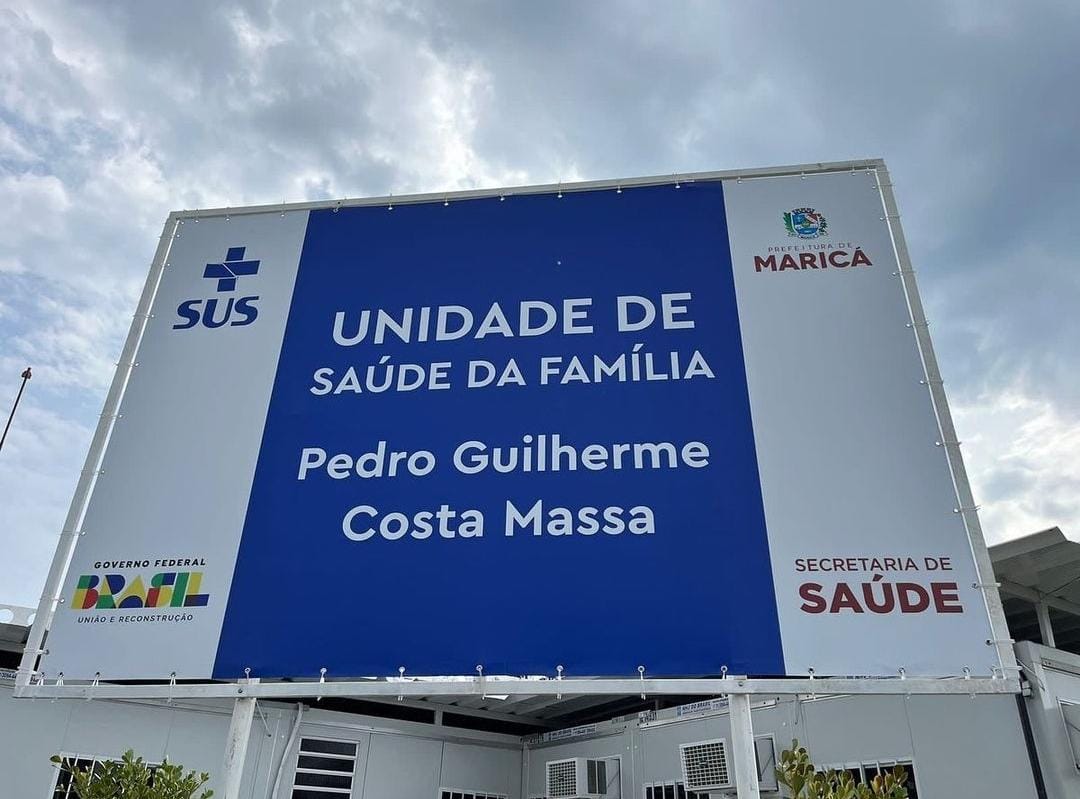 SUS
PREFEITURA DE
MARICÁ
UNIDADE DE
SAÚDE DA FAMÍLIA
Pedro Guilherme
Costa Massa
GOVERNO FEDERAL
BRASIL
UNIÃO E RECONSTRUÇÃO
SECRETARIA DE
SAÚDE